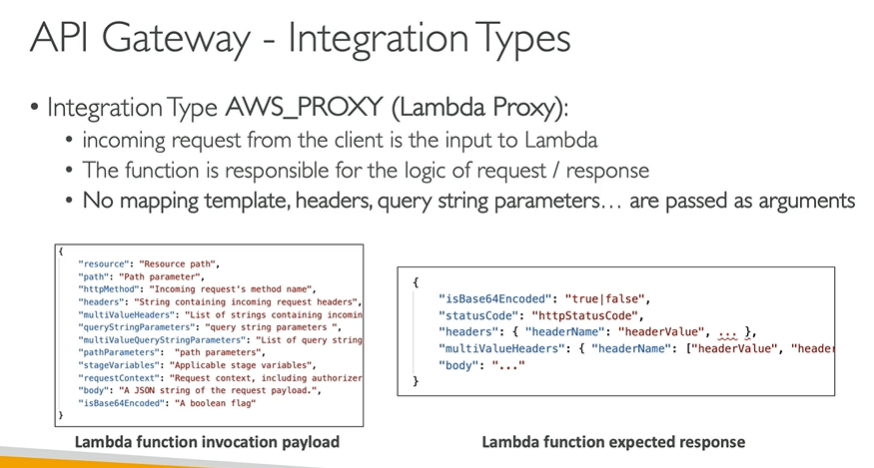 API Gateway - Integration Types
• Integration Type AWS_PROXY (Lambda Proxy):
• incoming request from the client is the input to Lambda
• The function is responsible for the logic of request / response
• No mapping template, headers, query string parameters... are passed as arguments
{
"resource": "Resource path",
"path": "Path parameter",
"httpMethod": "Incoming request's method name",
"headers": "String containing incoming request headers",
"multiValueHeaders": "List of strings containing incomin
"queryStringParameters": "query string parameters ",
"multiValueQueryStringParameters": "List of query string
"pathParameters":  "path parameters",
"stageVariables": "Applicable stage variables",
"requestContext": "Request context, including authorizer
"body": "A JSON string of the request payload.",
"isBase64Encoded": "A boolean flag"
}
Lambda function invocation payload
{
"isBase64Encoded": "true|false",
"statusCode": "httpStatusCode",
"headers": { "headerName": "headerValue", ... },
"multiValueHeaders": { "headerName": ["headerValue", "header
"body": "..."
}
Lambda function expected response